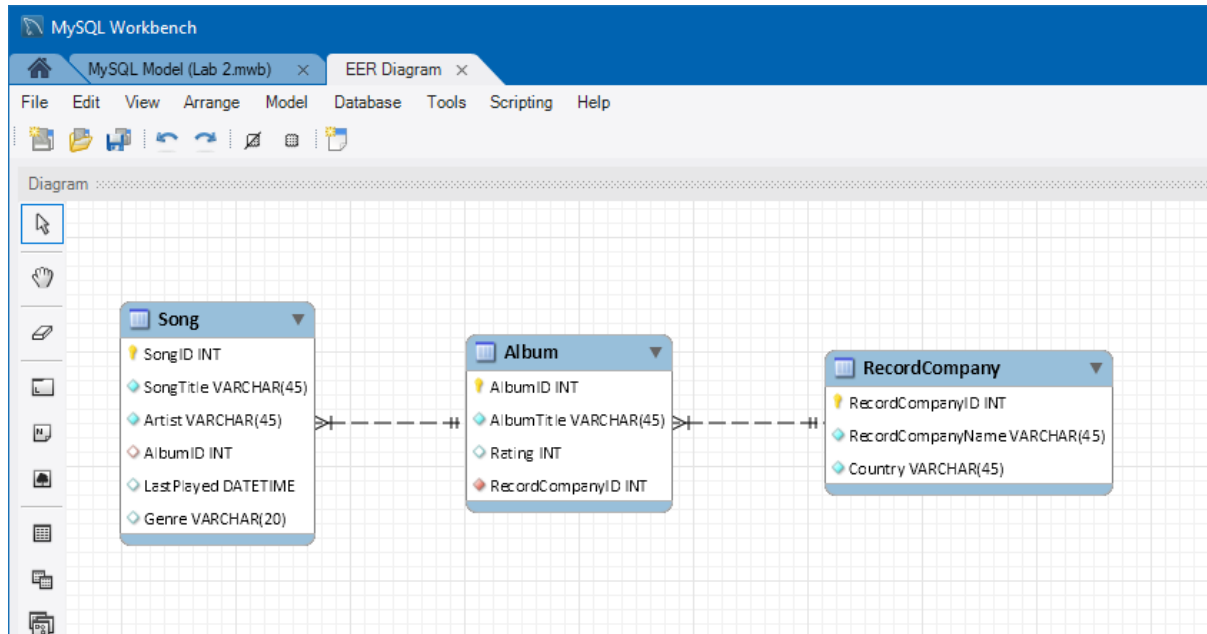 MySQL Workbench
MySQL Model (Lab 2.mwb)
EER Diagram
File Edit View Arrange Model Database Tools Scripting Help
Diagram
Song
SongID INT
SongTitle VARCHAR(45)
Artist VARCHAR(45)
AlbumID INT
LastPlayed DATETIME
Genre VARCHAR(20)
Album
AlbumID INT
AlbumTitle VARCHAR(45)
Rating INT
RecordCompanyID INT
RecordCompany
RecordCompanyID INT
RecordCompanyName VARCHAR(45)
Country VARCHAR(45)